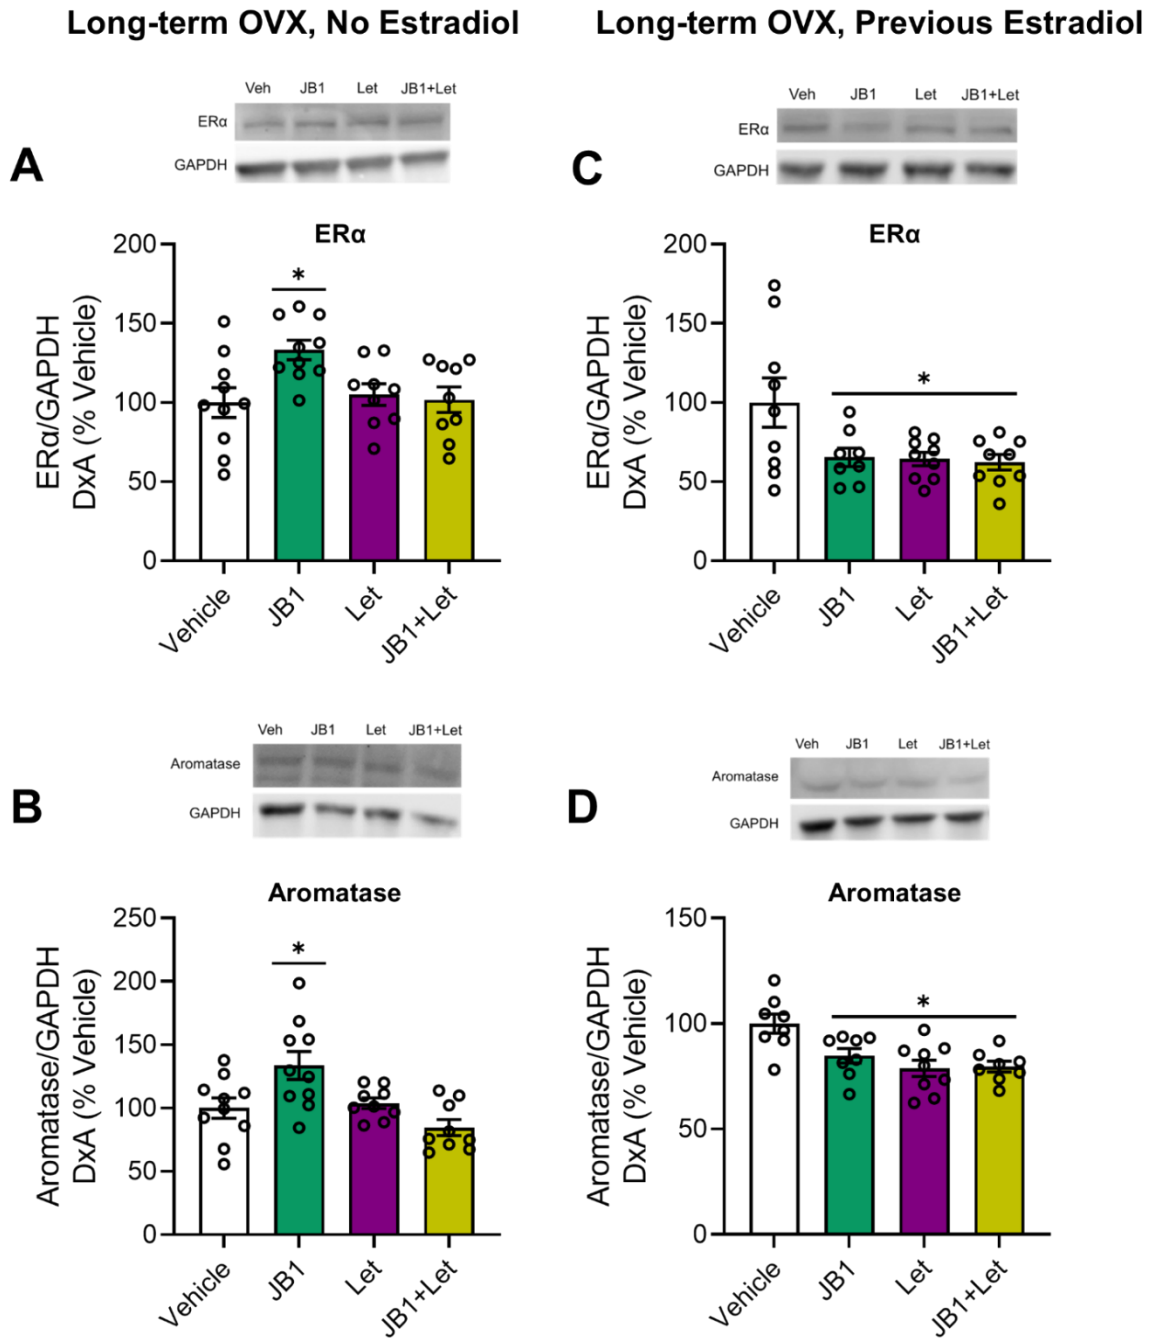 Long-term OVX, No Estradiol
Long-term OVX, Previous Estradiol
A
Veh JB1 Let JB1+Let
ERα
GAPDH
ERα
ERα/GAPDH
DxA (% Vehicle)
200
150
100
50
0
*
Vehicle
JB1
Let
JB1+Let
C
Veh JB1 Let JB1+Let
ERα
GAPDH
ERα
ERα/GAPDH
DxA (% Vehicle)
200
150
100
50
0
*
Vehicle
JB1
Let
JB1+Let
B
Veh JB1 Let JB1+Let
Aromatase
GAPDH
Aromatase
Aromatase/GAPDH
DxA (% Vehicle)
250
200
150
100
50
0
*
Vehicle
JB1
Let
JB1+Let
D
Veh JB1 Let JB1+Let
Aromatase
GAPDH
Aromatase
Aromatase/GAPDH
DxA (% Vehicle)
150
100
50
0
*
Vehicle
JB1
Let
JB1+Let